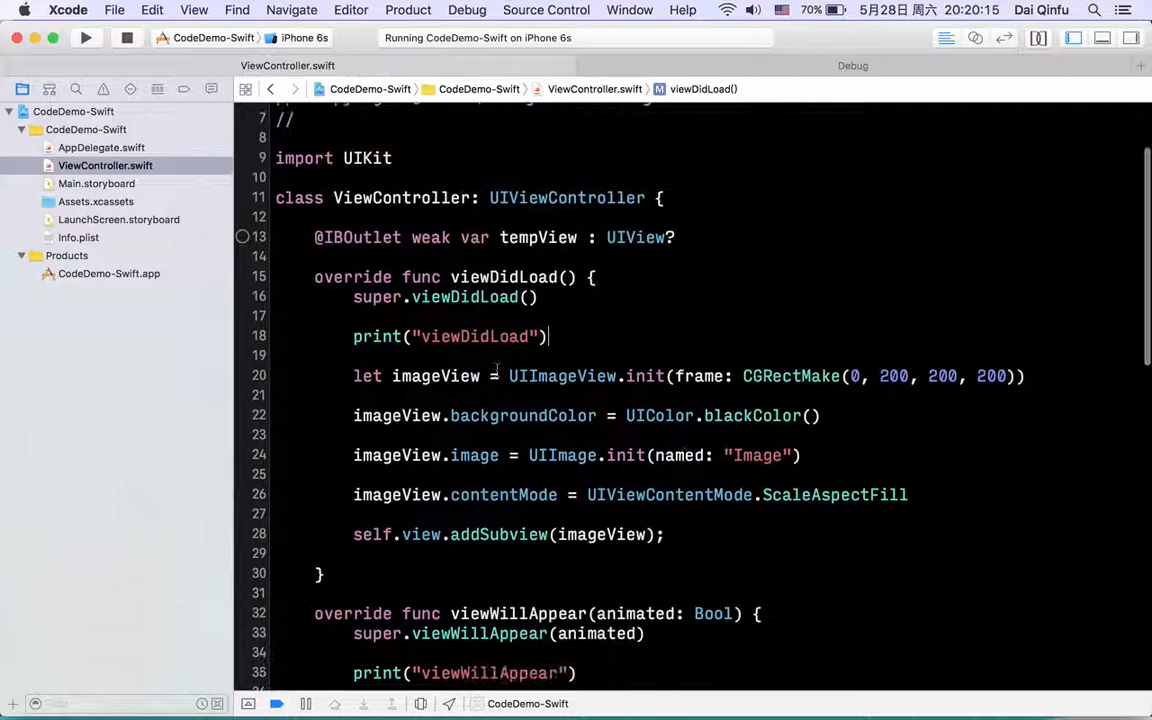 Xcode File Edit View Find Navigate Editor Product Debug Source Control Window Help 70% 5月28日 周六 20:20:15 Dai Qinfu
CodeDemo-Swift iPhone 6s Running CodeDemo-Swift on iPhone 6s
ViewController.swift Debug
CodeDemo-Swift CodeDemo-Swift ViewController.swift M viewDidLoad()
CodeDemo-Swift
CodeDemo-Swift
AppDelegate.swift
ViewController.swift
Main.storyboard
Assets.xcassets
LaunchScreen.storyboard
Info.plist
Products
CodeDemo-Swift.app
7 //
8
9 import UIKit
10
11 class ViewController: UIViewController {
12
13 @IBOutlet weak var tempView : UIView?
14
15 override func viewDidLoad() {
16 super.viewDidLoad()
17
18 print("viewDidLoad")
19
20 let imageView = UIImageView.init(frame: CGRectMake(0, 200, 200, 200))
21
22 imageView.backgroundColor = UIColor.blackColor()
23
24 imageView.image = UIImage.init(named: "Image")
25
26 imageView.contentMode = UIViewContentMode.ScaleAspectFill
27
28 self.view.addSubview(imageView);
29
30 }
31
32 override func viewWillAppear(animated: Bool) {
33 super.viewWillAppear(animated)
34
35 print("viewWillAppear")
CodeDemo-Swift